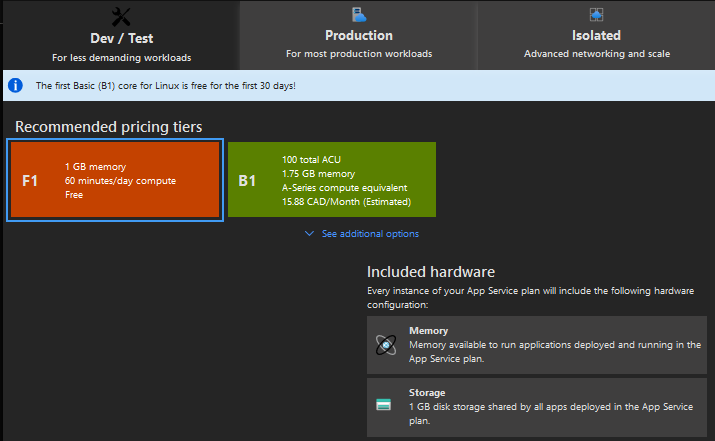 Dev / Test
For less demanding workloads
Production
For most production workloads
Isolated
Advanced networking and scale
The first Basic (B1) core for Linux is free for the first 30 days!
Recommended pricing tiers
F1
1 GB memory
60 minutes/day compute
Free
B1
100 total ACU
1.75 GB memory
A-Series compute equivalent
15.88 CAD/Month (Estimated)
See additional options
Included hardware
Every instance of your App Service plan will include the following hardware
configuration:
Memory
Memory available to run applications deployed and running in the
App Service plan.
Storage
1 GB disk storage shared by all apps deployed in the App Service
plan.